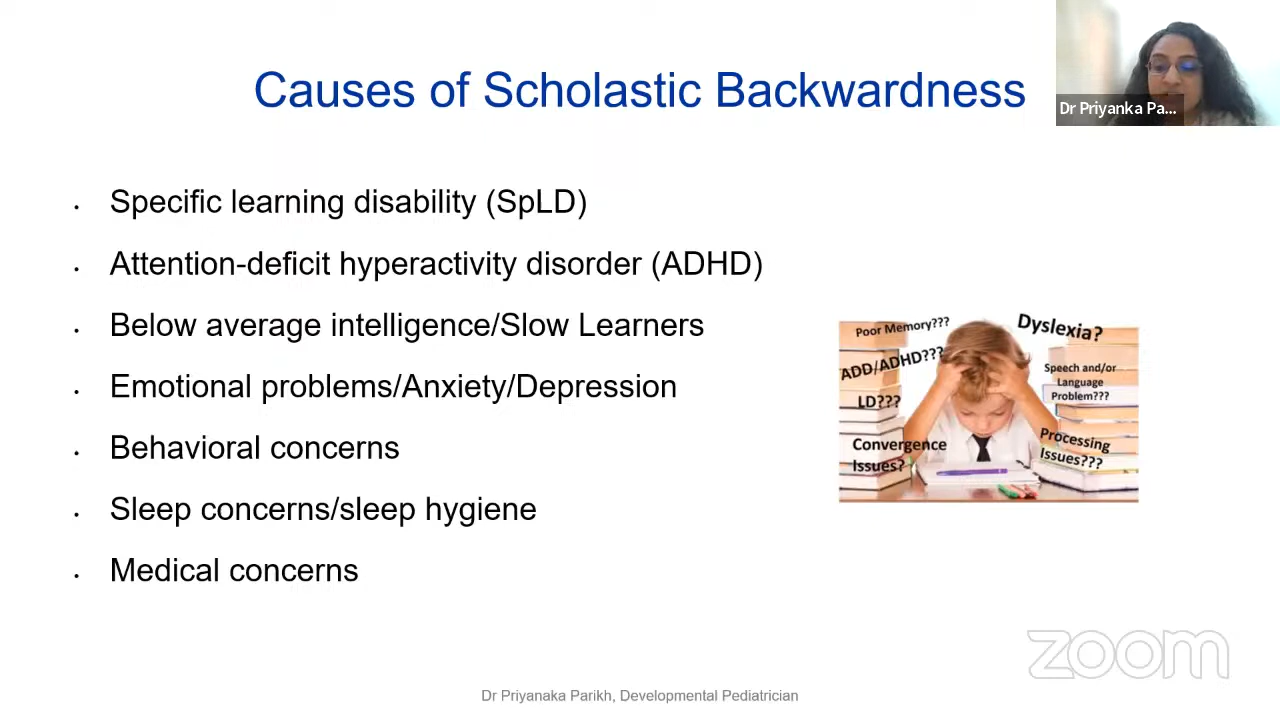 Causes of Scholastic Backwardness
Dr Priyanka Pa...
• Specific learning disability (SpLD)
• Attention-deficit hyperactivity disorder (ADHD)
• Below average intelligence/Slow Learners
• Emotional problems/Anxiety/Depression
• Behavioral concerns
• Sleep concerns/sleep hygiene
• Medical concerns
Poor Memory???
Dyslexia?
ADD/ADHD???
Speech and/or
Language
Problem???
LD???
Convergence
Issues?
Processing
Issues???
zoom
Dr Priyanaka Parikh, Developmental Pediatrician